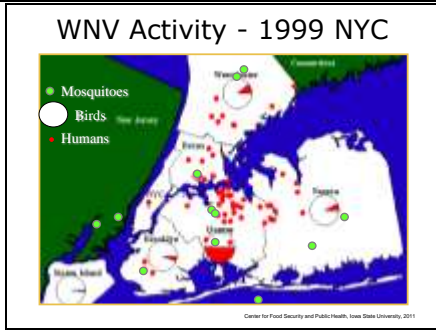 WNV Activity - 1999 NYC
Connecticut
Westchester
Mosquitoes
Birds
New Jersey
Humans
Bronx
NYC
Nassau
Queens
Brooklyn
Staten Island
Center for Food Security and Public Health, Iowa State University, 2011